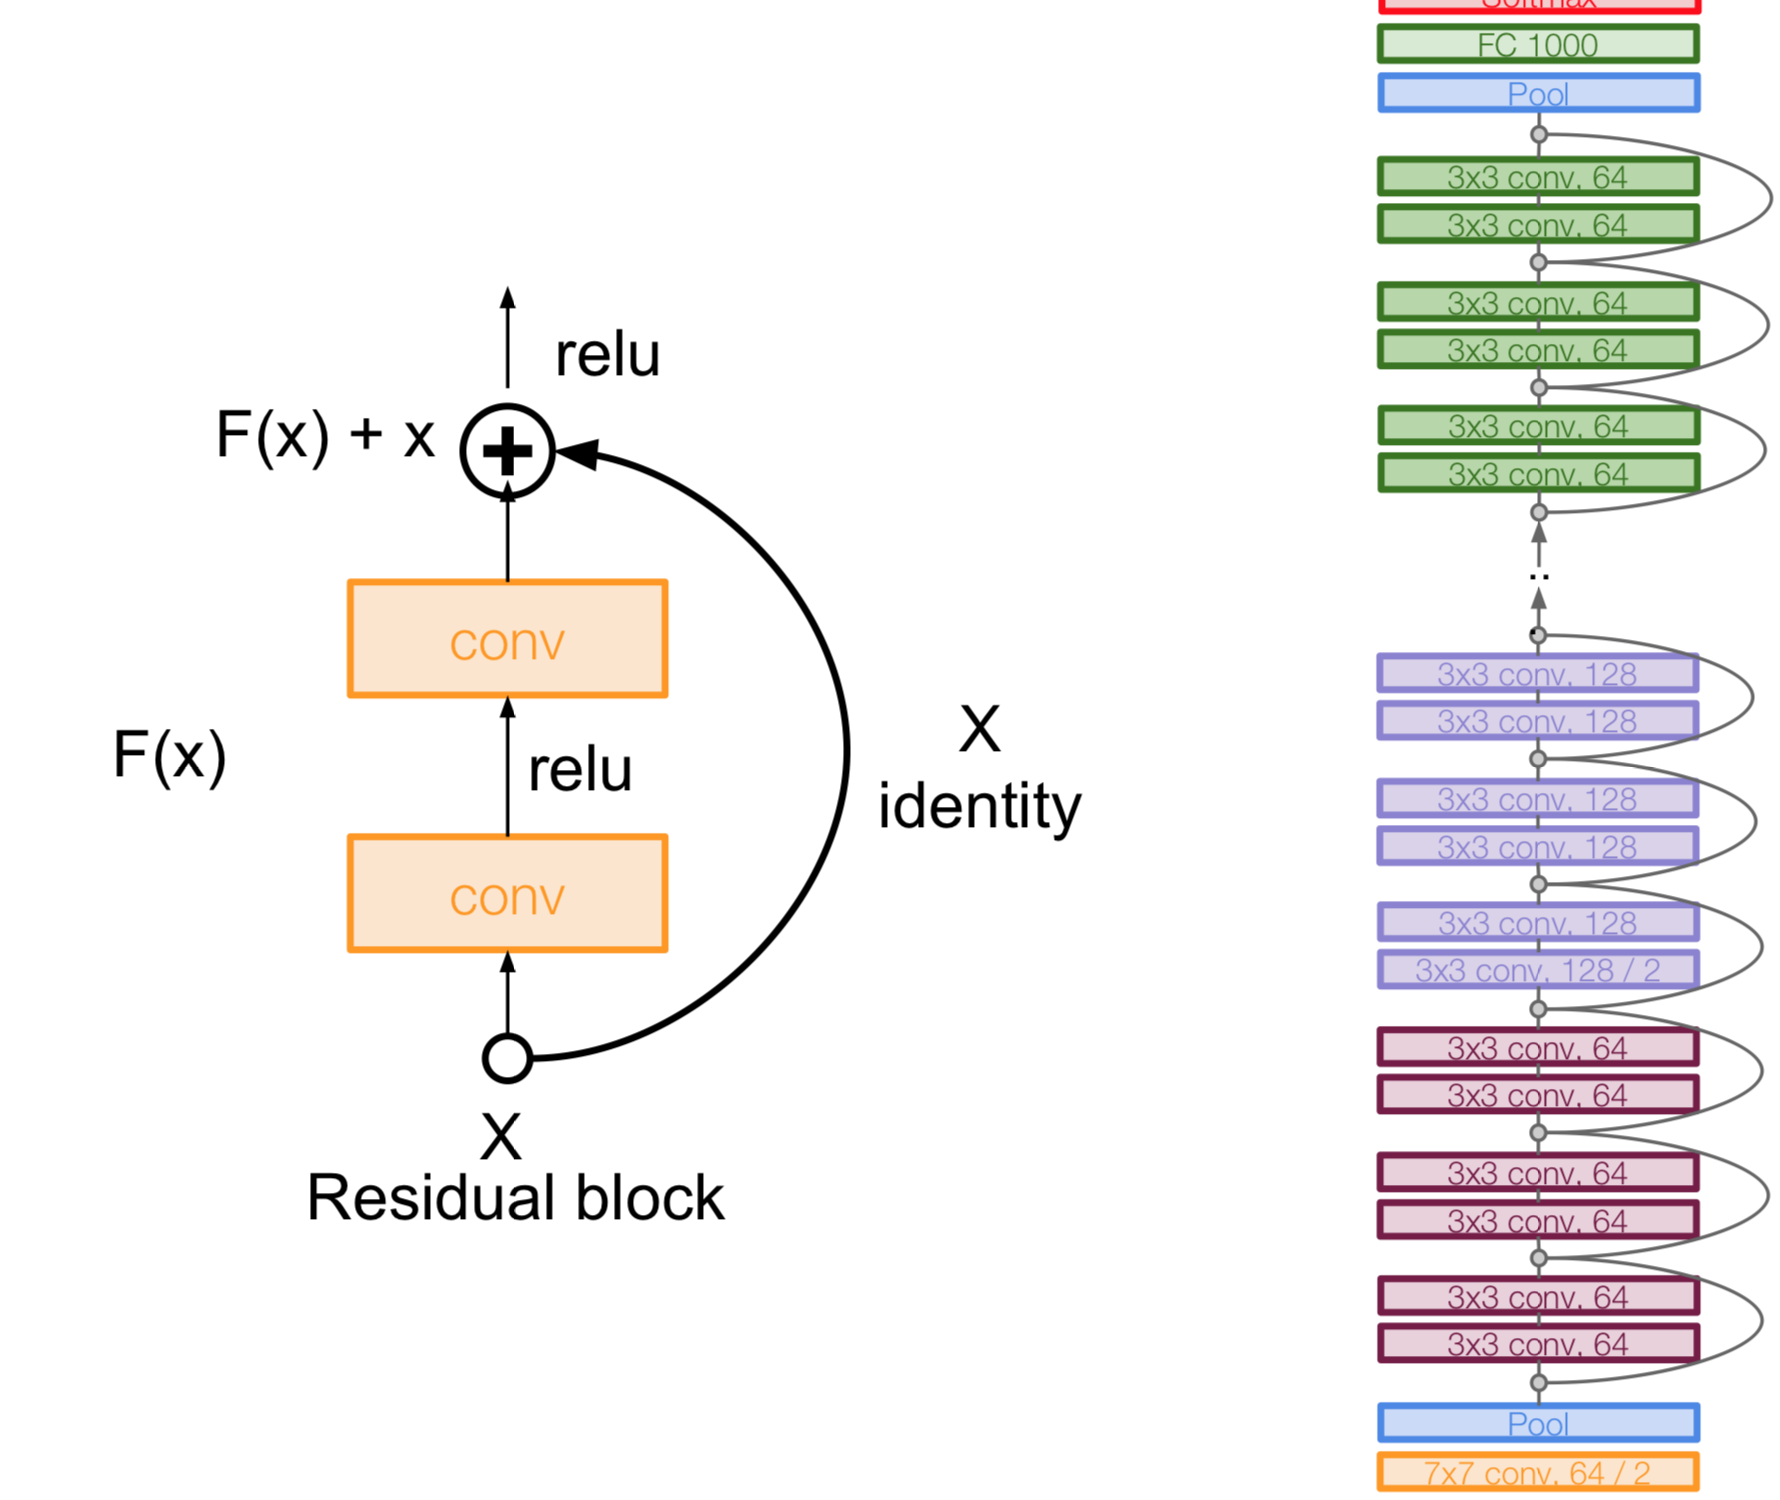 relu
F(x) + x
conv
F(x)
relu
X
identity
conv
X
Residual block
Softmax
FC 1000
Pool
3x3 conv, 64
3x3 conv, 64
3x3 conv, 64
3x3 conv, 64
3x3 conv, 64
3x3 conv, 64
..
3x3 conv, 128
3x3 conv, 128
3x3 conv, 128
3x3 conv, 128
3x3 conv, 128
3x3 conv, 128 / 2
3x3 conv, 64
3x3 conv, 64
3x3 conv, 64
3x3 conv, 64
3x3 conv, 64
3x3 conv, 64
Pool
7x7 conv, 64 / 2